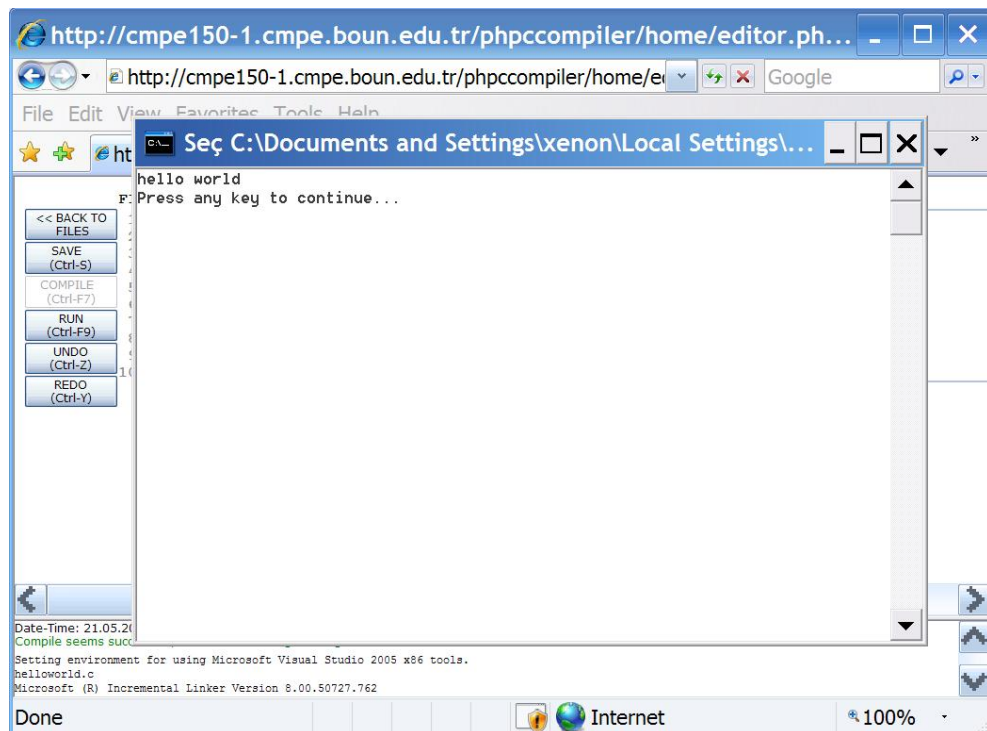 http://cmpe150-1.cmpe.boun.edu.tr/phpccompiler/home/editor.ph...
http://cmpe150-1.cmpe.boun.edu.tr/phpccompiler/home/e
Google
File Edit View Favorites Tools Help
ht
Seç C:\Documents and Settings\xenon\Local Settings\...
hello world
Press any key to continue...
<< BACK TO
FILES
SAVE
(Ctrl-S)
COMPILE
(Ctrl-F7)
RUN
(Ctrl-F9)
UNDO
(Ctrl-Z)
REDO
(Ctrl-Y)
Date-Time: 21.05.20
Compile seems succ
Setting environment for using Microsoft Visual Studio 2005 x86 tools.
helloworld.c
Microsoft (R) Incremental Linker Version 8.00.50727.762
Done
Internet
100%